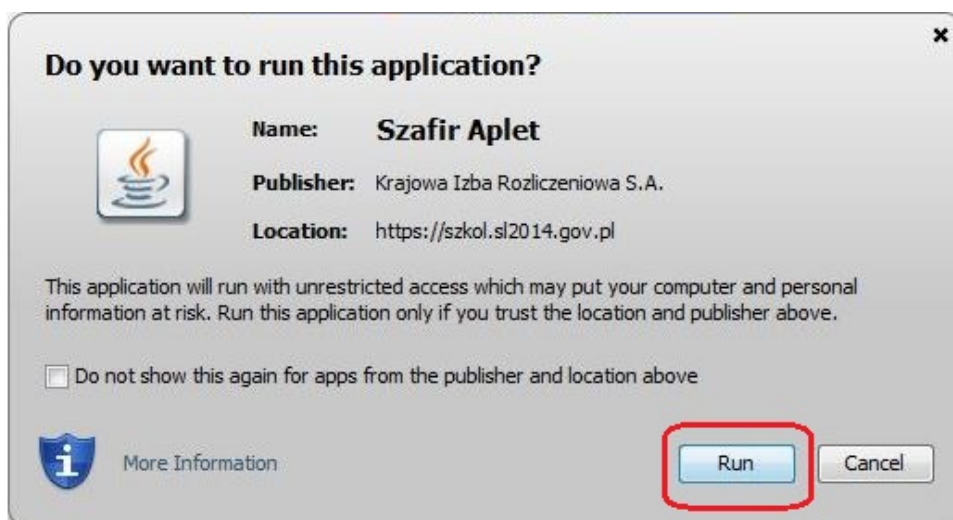 Do you want to run this application?
Name: Szafir Aplet
Publisher: Krajowa Izba Rozliczeniowa S.A.
Location: https://szkol.sl2014.gov.pl
This application will run with unrestricted access which may put your computer and personal
information at risk. Run this application only if you trust the location and publisher above.
Do not show this again for apps from the publisher and location above
More Information
Run
Cancel